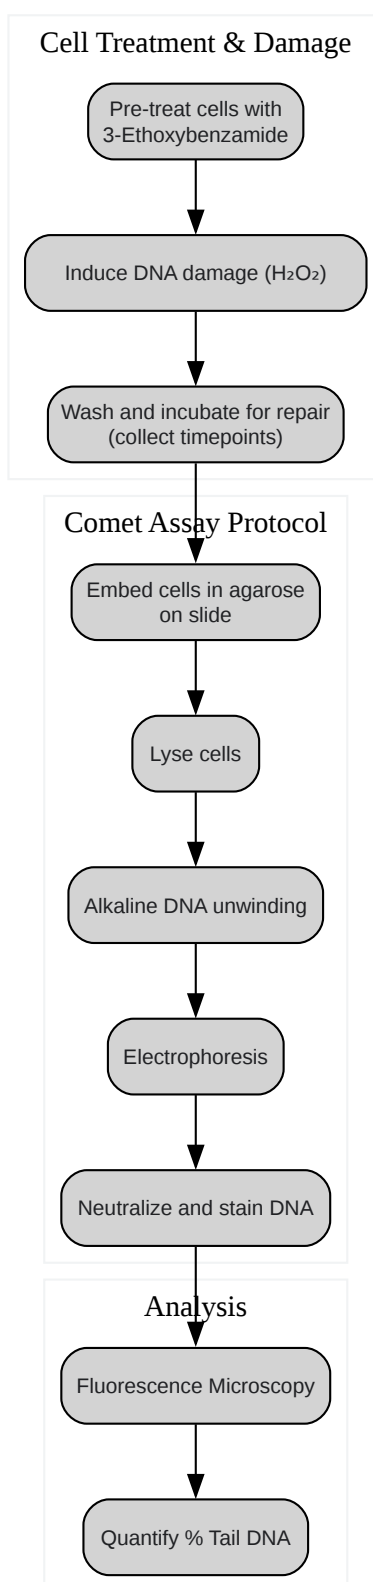 Cell Treatment & Damage
Pre-treat cells with
3-Ethoxybenzamide
Induce DNA damage (H₂O₂)
Wash and incubate for repair
(collect timepoints)
Comet Assay Protocol
Embed cells in agarose
on slide
Lyse cells
Alkaline DNA unwinding
Electrophoresis
Neutralize and stain DNA
Analysis
Fluorescence Microscopy
Quantify % Tail DNA